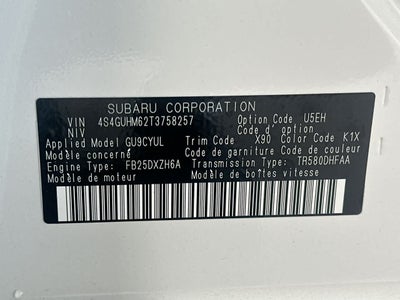 SUBARU CORPORATION
VIN 4S4GUHM62T3758257 Option Code U5EH
NIV
Applied Model GU9CYUL Trim Code X90 Color Code K1X
Modèle concerné Code de garniture Code de couleur
Engine Type FB25DXZH6A Transmission Type TR580DHFAA
Modèle de moteur Modèle de boîtes vitesse